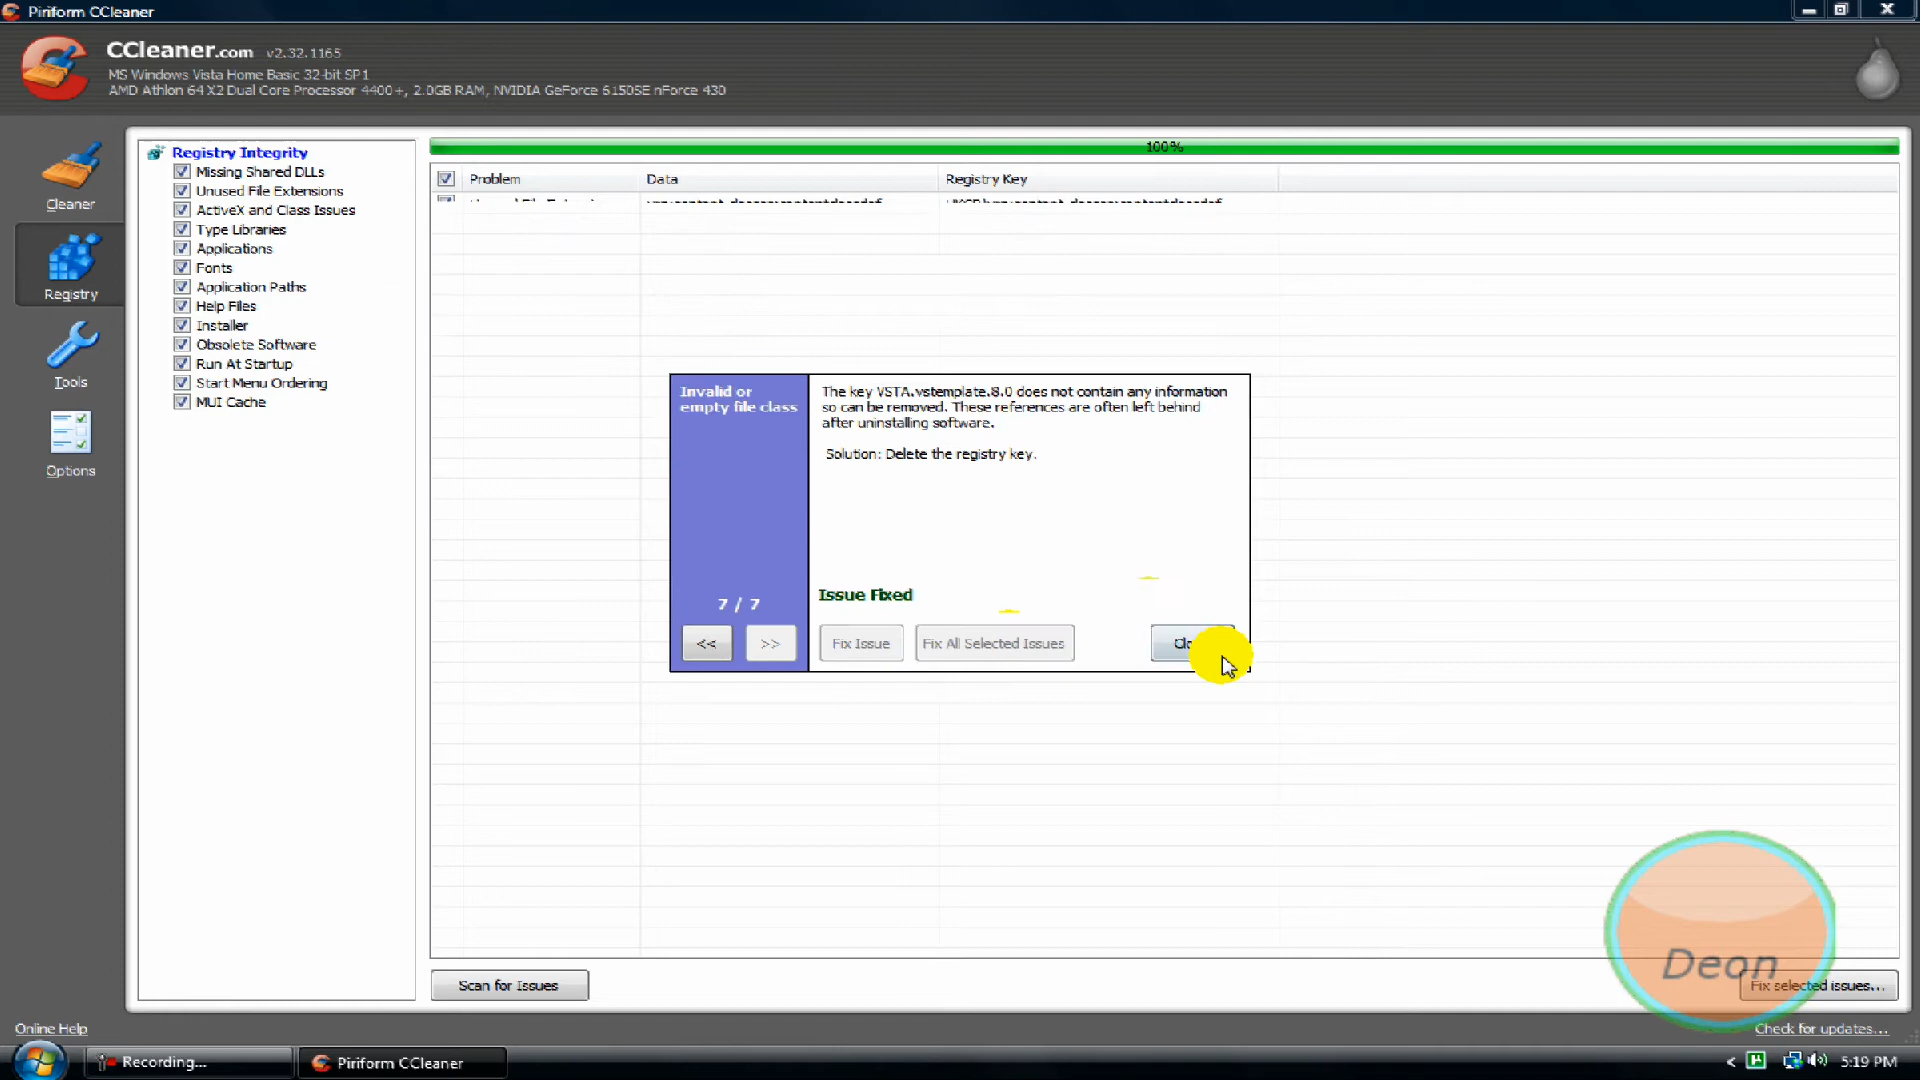 Piriform CCleaner
CCleaner.com v2.32.1165
MS Windows Vista Home Basic 32-bit SP1
AMD Athlon 64 X2 Dual Core Processor 4400+, 2.0GB RAM, NVIDIA GeForce 6150SE nForce 430
Cleaner
Registry
Tools
Options
Registry Integrity
Missing Shared DLLs
Unused File Extensions
ActiveX and Class Issues
Type Libraries
Applications
Fonts
Application Paths
Help Files
Installer
Obsolete Software
Run At Startup
Start Menu Ordering
MUI Cache
100%
Problem Data Registry Key
Invalid or
empty file class
7 / 7
<< >>
The key VSTA.vstemplate.8.0 does not contain any information
so can be removed. These references are often left behind
after uninstalling software.
Solution: Delete the registry key.
Issue Fixed
Fix Issue Fix All Selected Issues
Scan for Issues
Deon
Fix selected issues...
Online Help
Check for updates...
Recording... Piriform CCleaner
< 5:19 PM